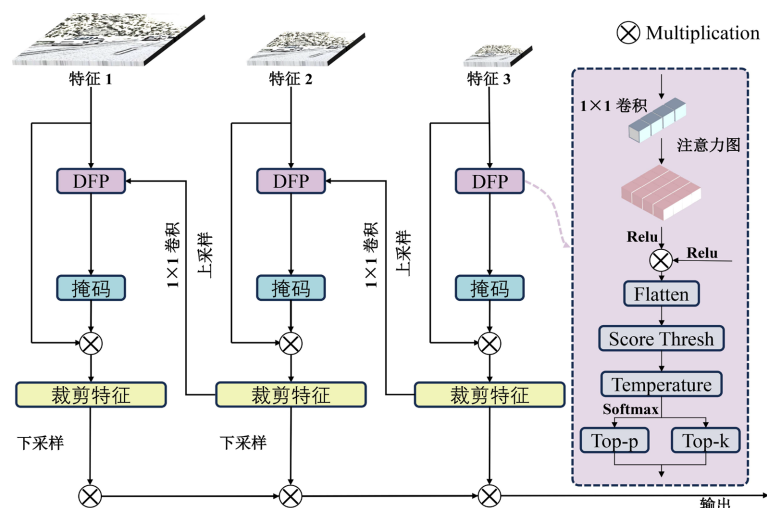 Multiplication
特征 1
特征 2
特征 3
1×1 卷积
注意力图
DFP
DFP
DFP
1×1 卷积
上采样
1×1 卷积
上采样
Relu
Relu
掩码
掩码
掩码
Flatten
Score Thresh
Temperature
裁剪特征
裁剪特征
裁剪特征
Softmax
Top-p
Top-k
下采样
下采样
输出